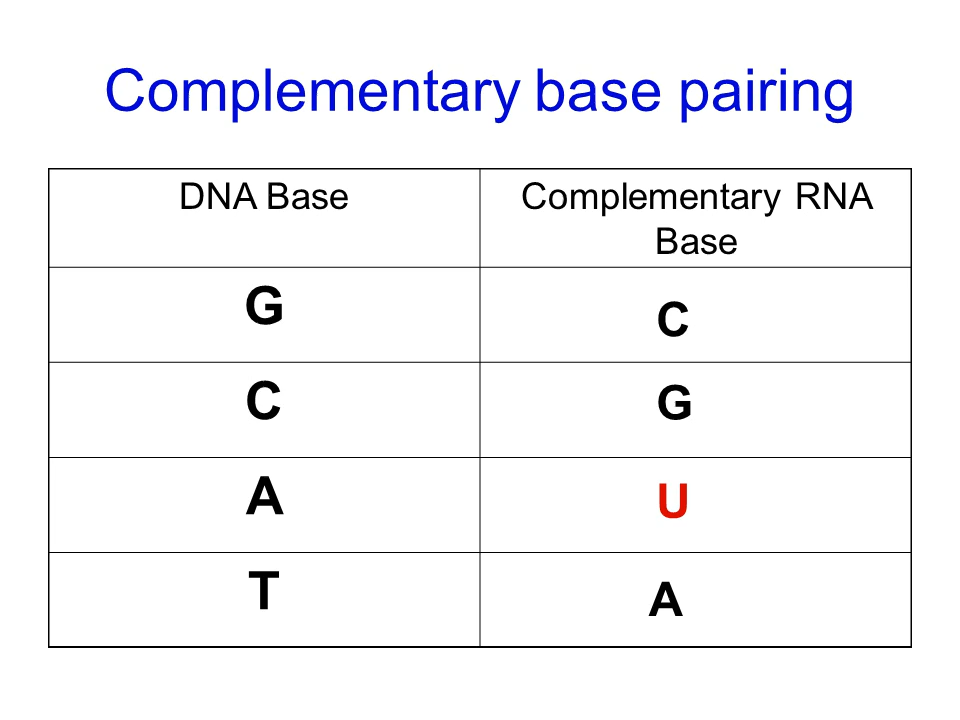 Complementary base pairing
DNA Base
Complementary RNA
Base
G
C
C
G
A
U
T
A